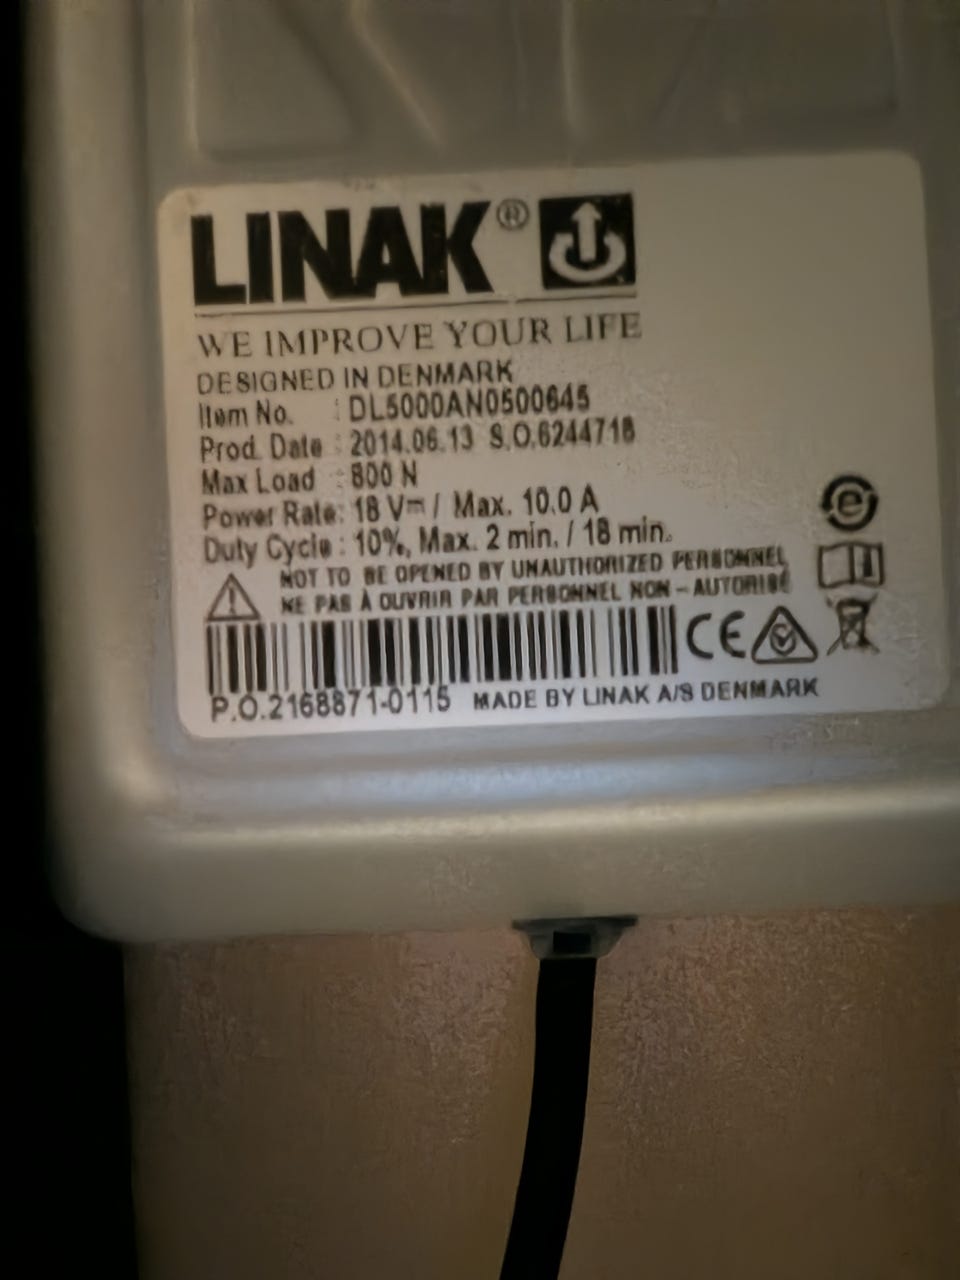 LINAK®
WE IMPROVE YOUR LIFE
DESIGNED IN DENMARK
Item No. : DL5000AN0500645
Prod. Date : 2014.06.13 S.O.6244718
Max Load : 800 N
Power Rate: 18 V⎓ / Max. 10.0 A
Duty Cycle : 10%, Max. 2 min. / 18 min.
NOT TO BE OPENED BY UNAUTHORIZED PERSONNEL
NE PAS À OUVRIR PAR PERSONNEL NON - AUTORISÉ
CE
P.O.2168871-0115 MADE BY LINAK A/S DENMARK